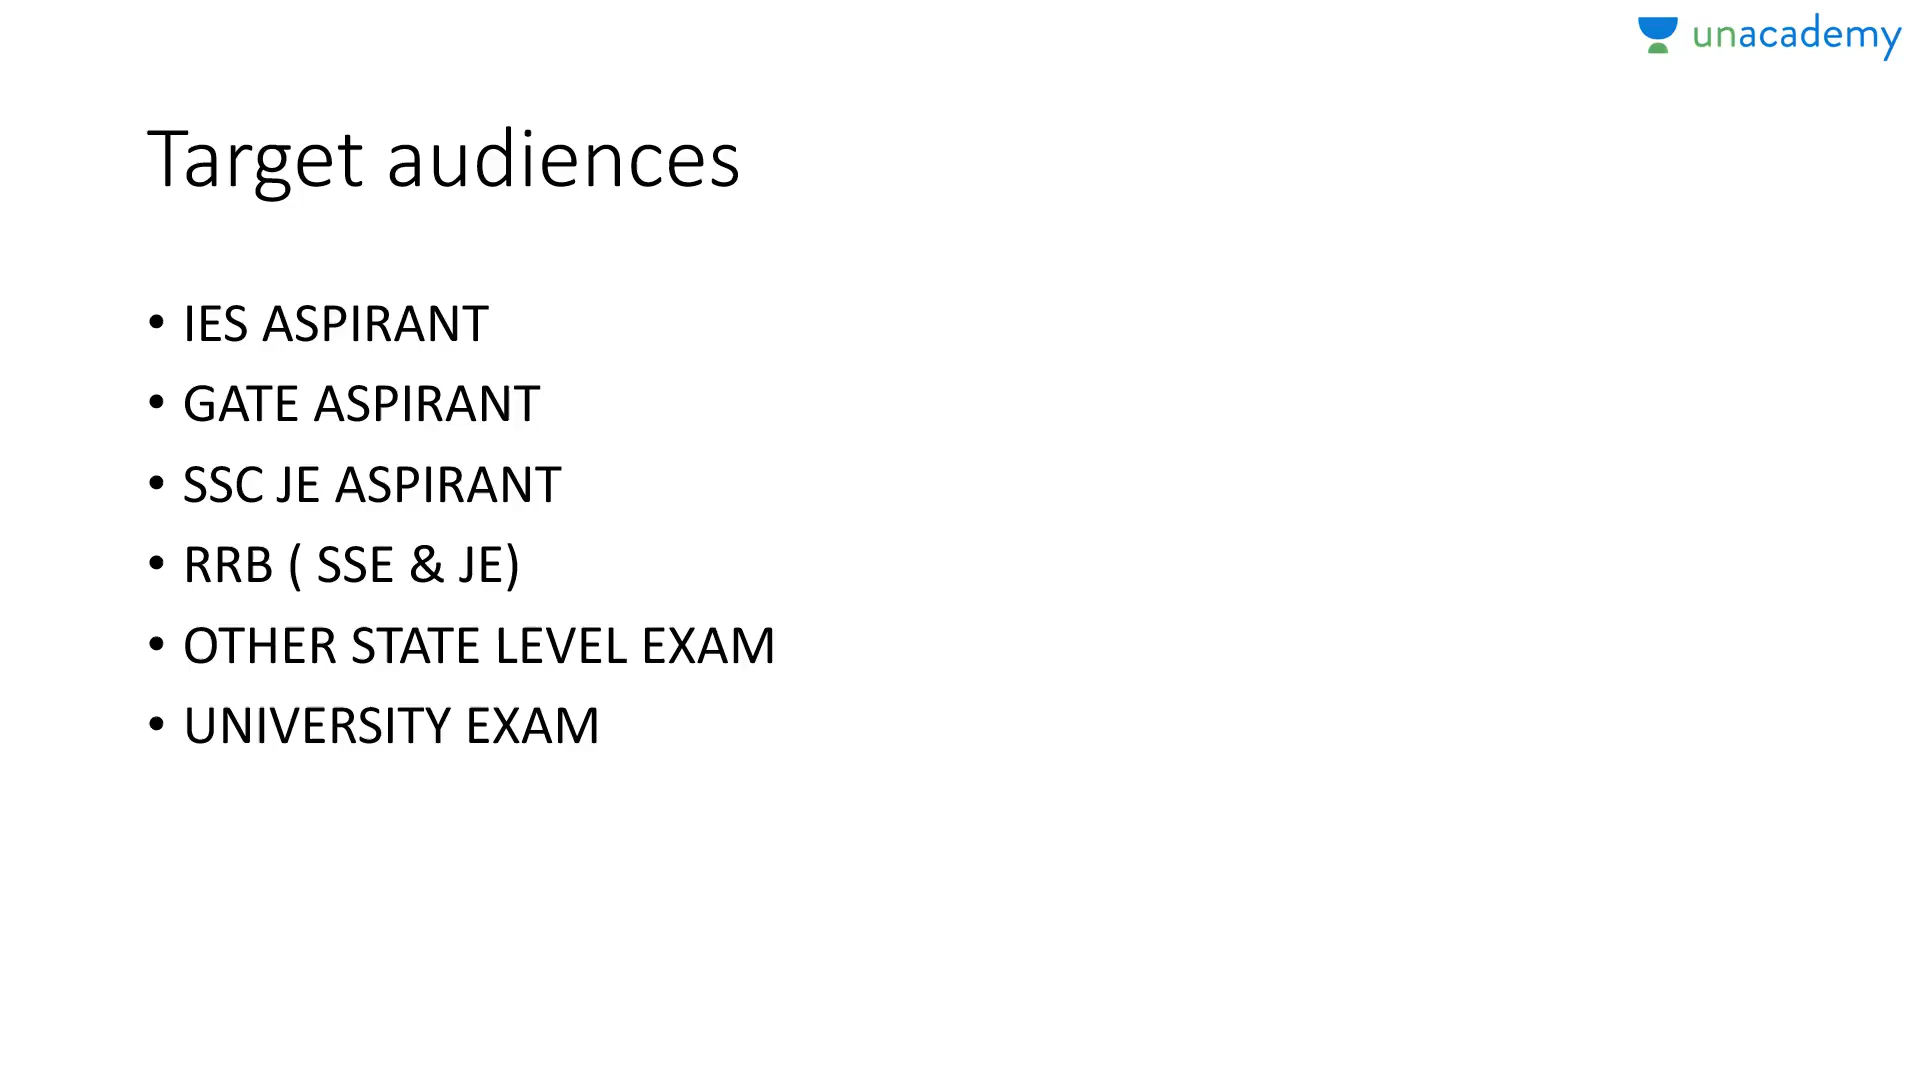 unacademy
Target audiences
• IES ASPIRANT
• GATE ASPIRANT
• SSC JE ASPIRANT
• RRB ( SSE & JE)
• OTHER STATE LEVEL EXAM
• UNIVERSITY EXAM